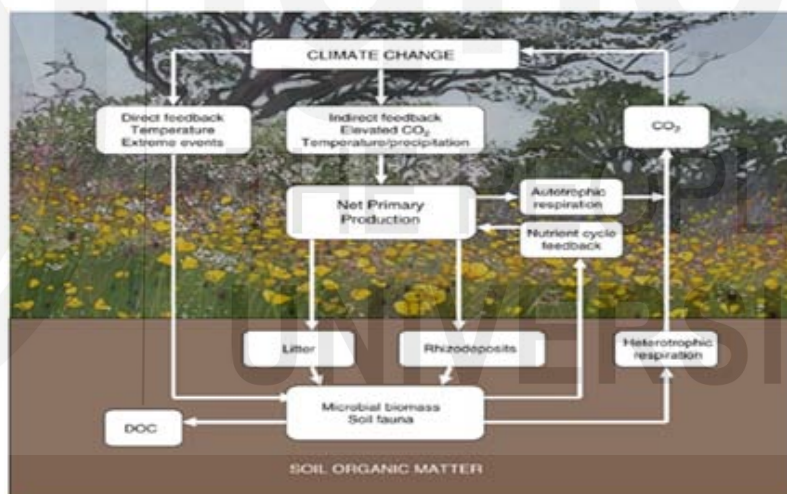 CLIMATE CHANGE
Direct feedback
Temperature
Extreme events
Indirect feedback
Elevated CO₂
Temperature/precipitation
CO₂
Net Primary
Production
Autotrophic
respiration
Nutrient cycle
feedback
Litter
Rhizodeposits
Heterotrophic
respiration
Microbial biomass
Soil fauna
DOC
SOIL ORGANIC MATTER